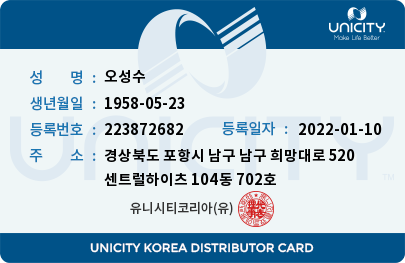 UNICITY
Make Life Better
성 명 : 오성수
생년월일 : 1958-05-23
등록번호 : 223872682 등록일자 : 2022-01-10
주 소 : 경상북도 포항시 남구 남구 희망대로 520
센트럴하이츠 104동 702호
유니시티코리아(유)
UNICITY
UNICITY KOREA DISTRIBUTOR CARD